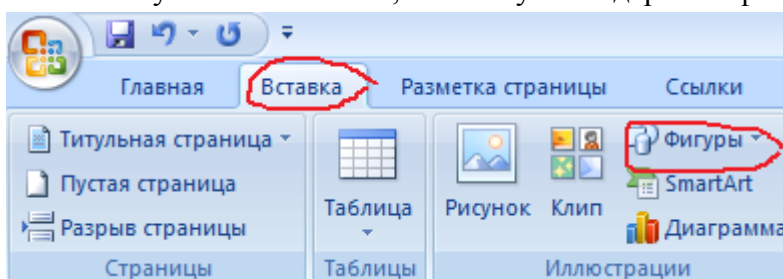 Главная Вставка Разметка страницы Ссылки
Титульная страница
Пустая страница
Разрыв страницы
Таблица
Рисунок Клип
Фигуры
SmartArt
Диаграмма
Страницы Таблицы Иллюстрации